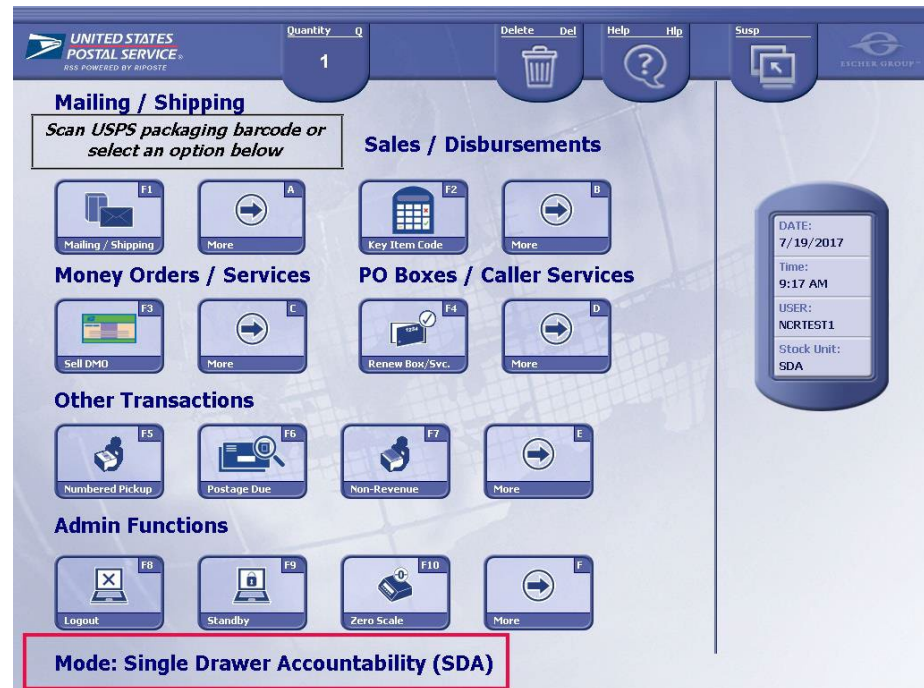 UNITED STATES
POSTAL SERVICE®
RSS POWERED BY RIPOSTE
Quantity Q
1
Delete Del
Help Hlp
Susp
ESCHER GROUP
Mailing / Shipping
Scan USPS packaging barcode or
select an option below
Sales / Disbursements
F1
Mailing / Shipping
A
More
F2
Key Item Code
B
More
Money Orders / Services
PO Boxes / Caller Services
F3
Sell DMO
C
More
F4
Renew Box/Svc.
D
More
Other Transactions
F5
Numbered Pickup
F6
Postage Due
F7
Non-Revenue
E
More
Admin Functions
F8
Logout
F9
Standby
F10
Zero Scale
F
More
Mode: Single Drawer Accountability (SDA)
DATE:
7/19/2017
Time:
9:17 AM
USER:
NCRTEST1
Stock Unit:
SDA